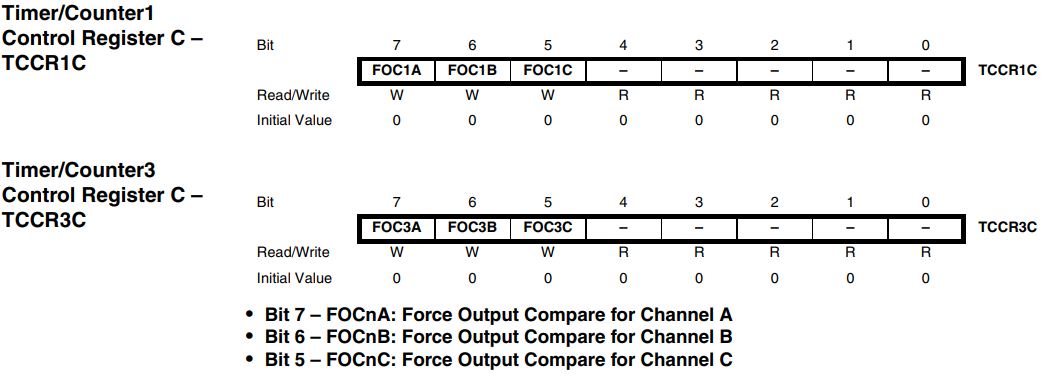 Timer/Counter1
Control Register C –
TCCR1C
Bit 7 6 5 4 3 2 1 0
FOC1A FOC1B FOC1C – – – – – TCCR1C
Read/Write W W W R R R R R
Initial Value 0 0 0 0 0 0 0 0
Timer/Counter3
Control Register C –
TCCR3C
Bit 7 6 5 4 3 2 1 0
FOC3A FOC3B FOC3C – – – – – TCCR3C
Read/Write W W W R R R R R
Initial Value 0 0 0 0 0 0 0 0
• Bit 7 – FOCnA: Force Output Compare for Channel A
• Bit 6 – FOCnB: Force Output Compare for Channel B
• Bit 5 – FOCnC: Force Output Compare for Channel C